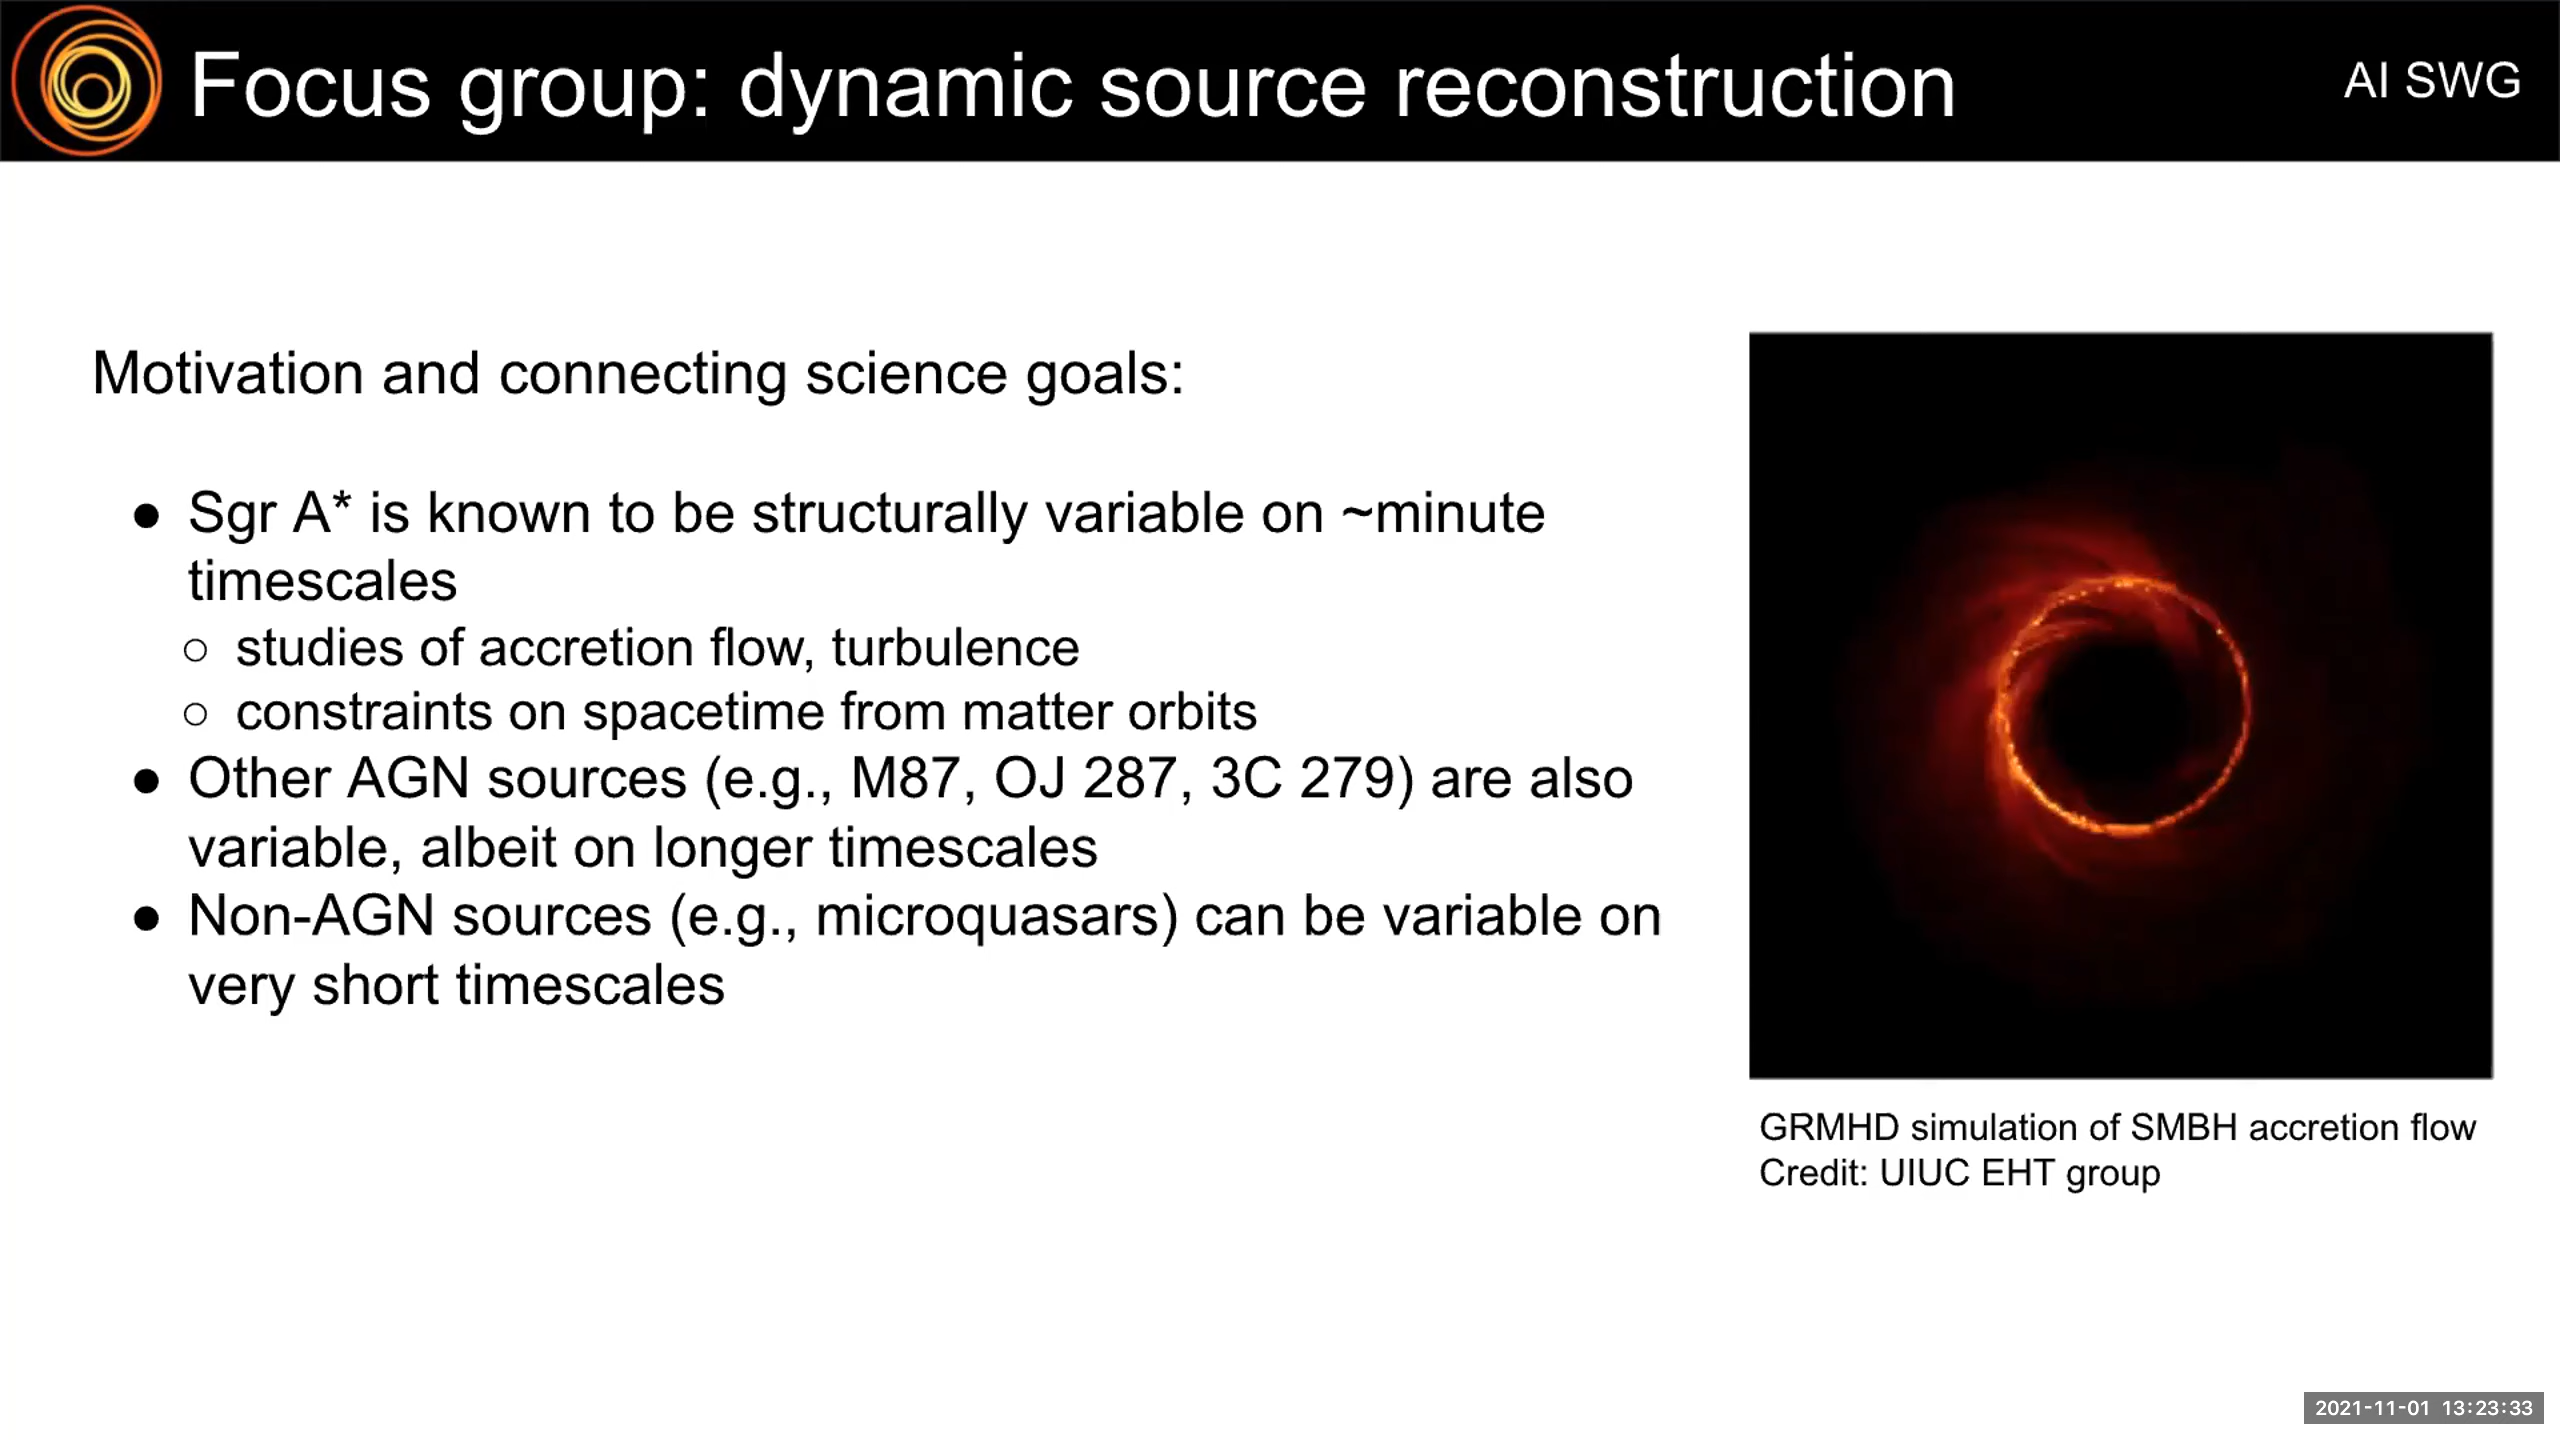 Focus group: dynamic source reconstruction
AI SWG
Motivation and connecting science goals:
● Sgr A* is known to be structurally variable on ~minute
timescales
○ studies of accretion flow, turbulence
○ constraints on spacetime from matter orbits
● Other AGN sources (e.g., M87, OJ 287, 3C 279) are also
variable, albeit on longer timescales
● Non-AGN sources (e.g., microquasars) can be variable on
very short timescales
GRMHD simulation of SMBH accretion flow
Credit: UIUC EHT group
2021-11-01 13:23:33